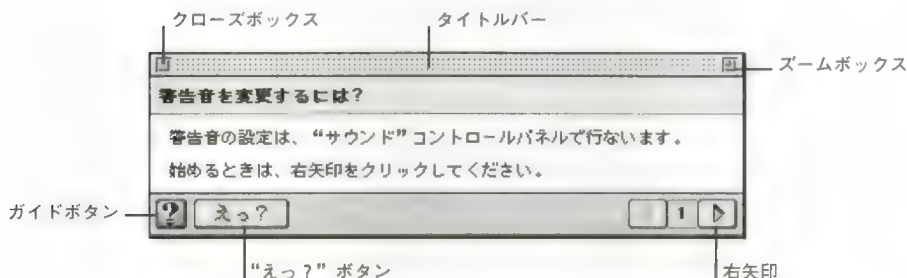 クローズボックス
タイトルバー
ズームボックス
警告音を変更するには？
警告音の設定は、“サウンド”コントロールパネルで行ないます。
始めるときは、右矢印をクリックしてください。
ガイドボタン
?
えっ？
1
“えっ？”ボタン
右矢印